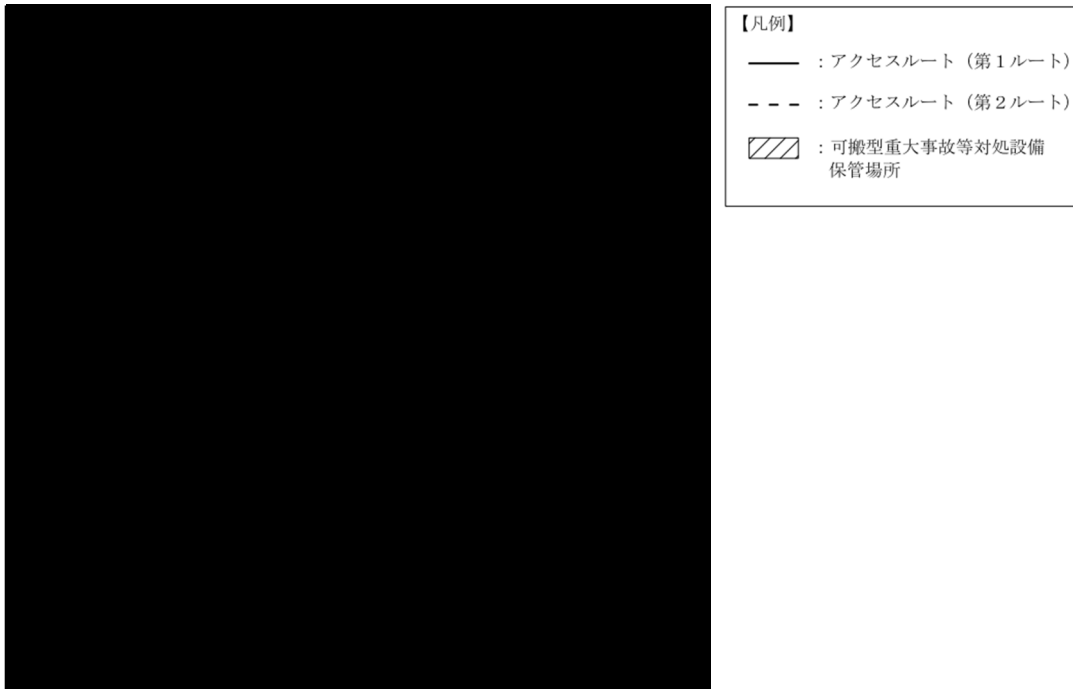 【凡例】
：アクセスルート（第１ルート）
：アクセスルート（第２ルート）
：可搬型重大事故等対処設備
保管場所